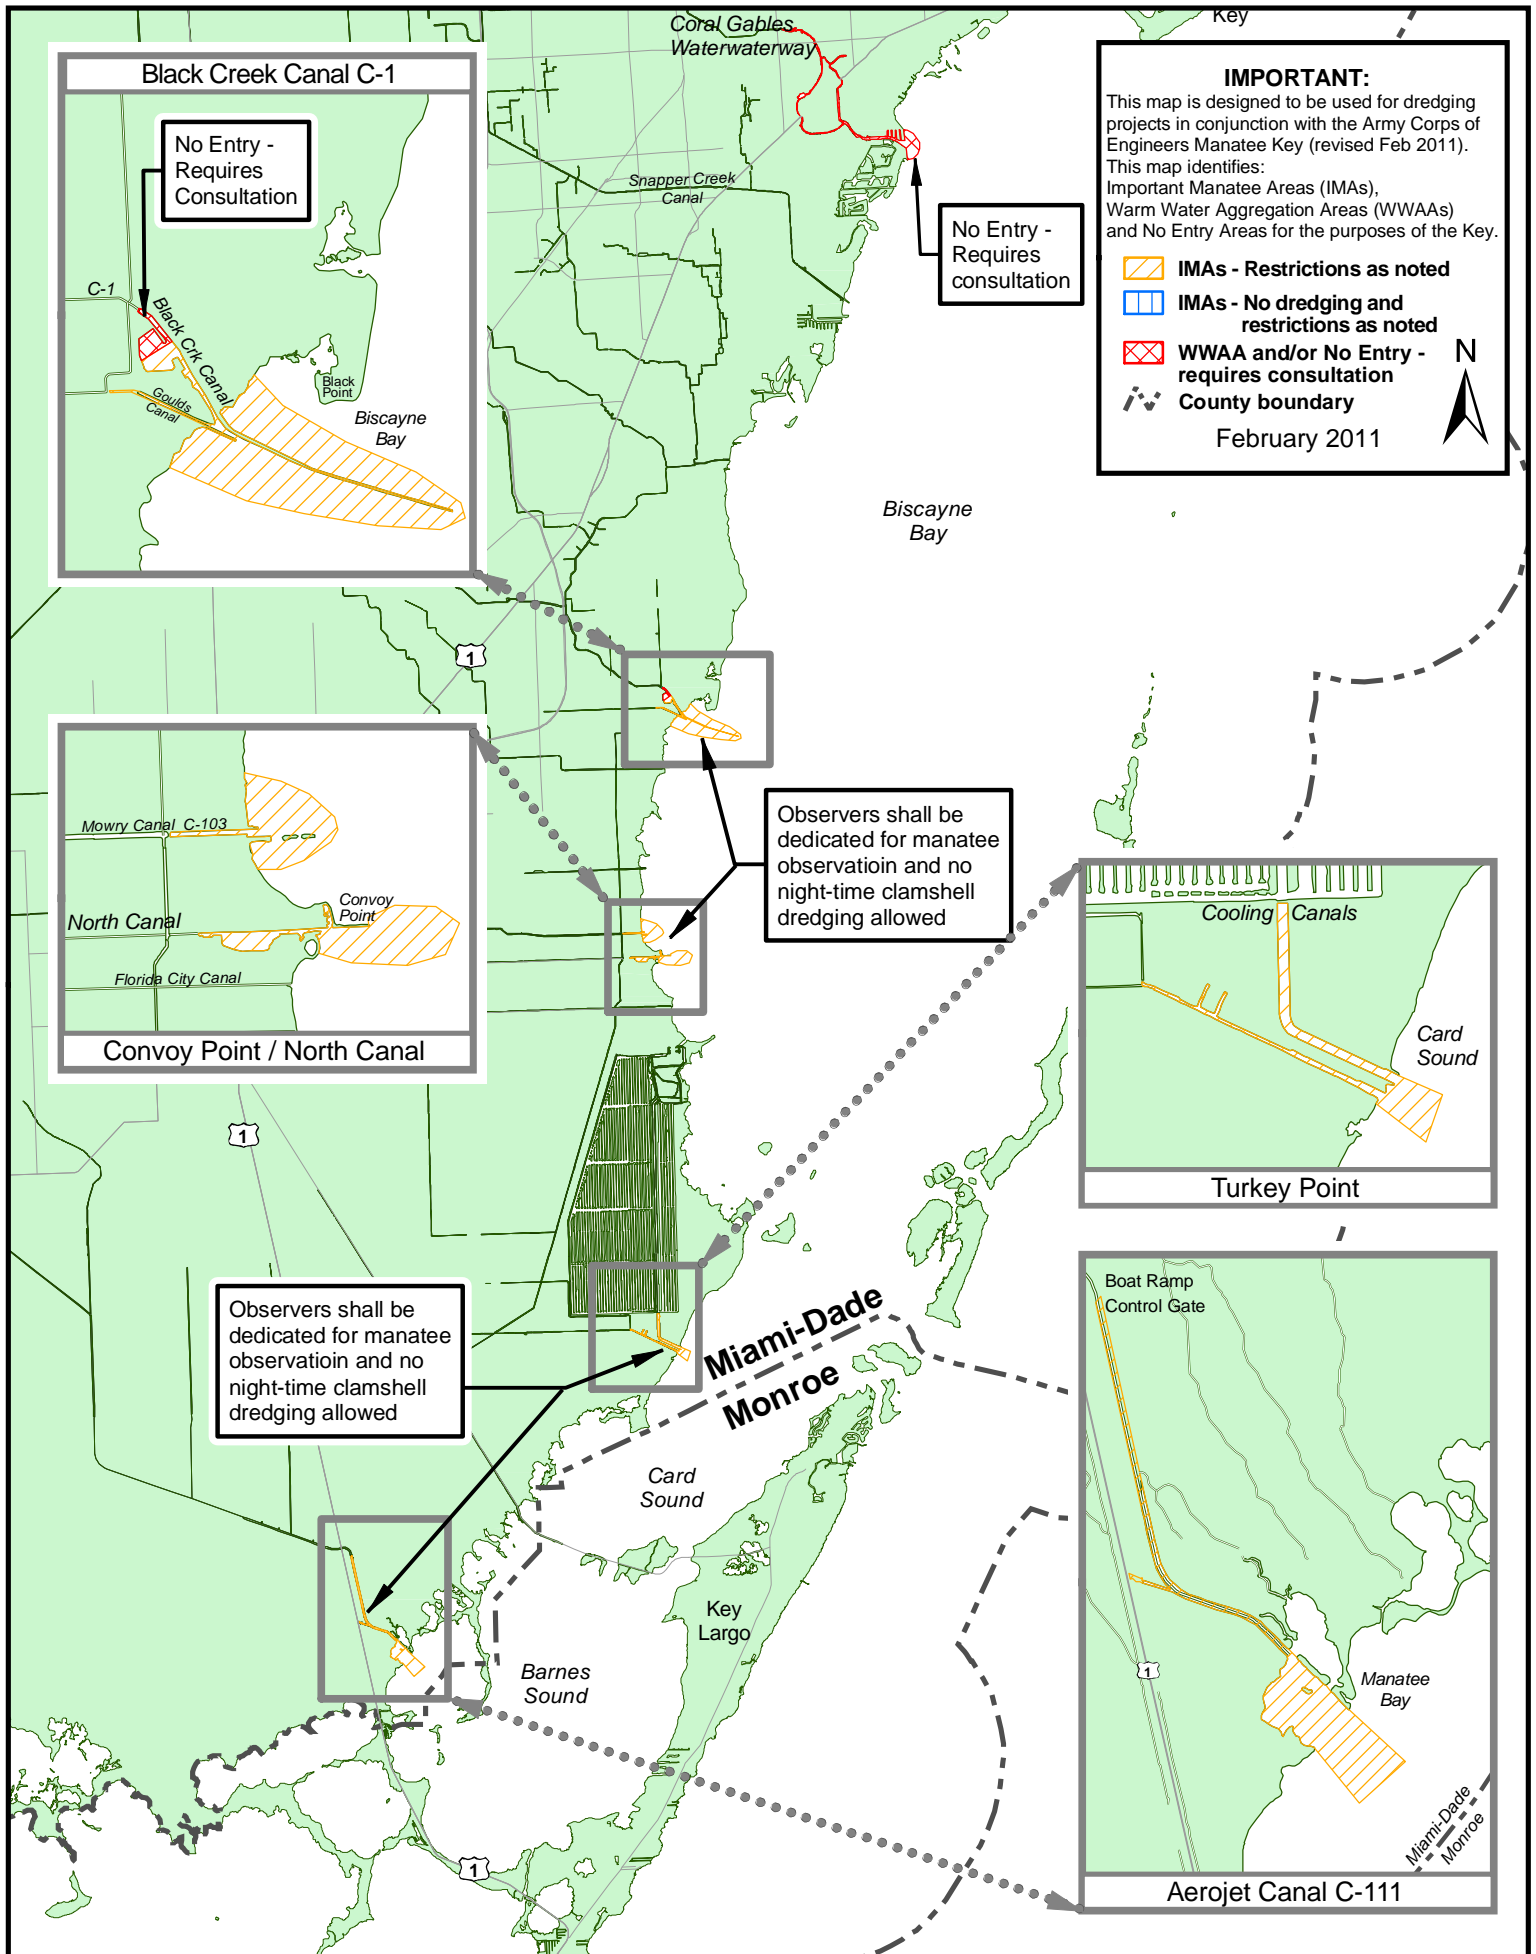 Key
Coral Gables
Waterwaterway
IMPORTANT:
This map is designed to be used for dredging
projects in conjunction with the Army Corps of
Engineers Manatee Key (revised Feb 2011).
This map identifies:
Important Manatee Areas (IMAs),
Warm Water Aggregation Areas (WWAAs)
and No Entry Areas for the purposes of the Key.
IMAs - Restrictions as noted
IMAs - No dredging and
restrictions as noted
WWAA and/or No Entry -
requires consultation
County boundary
N
February 2011
Black Creek Canal C-1
No Entry -
Requires
Consultation
C-1
Black Crk Canal
Goulds
Canal
Black
Point
Biscayne
Bay
Snapper Creek
Canal
No Entry -
Requires
consultation
Biscayne
Bay
1
Mowry Canal C-103
North Canal
Convoy
Point
Florida City Canal
Convoy Point / North Canal
Observers shall be
dedicated for manatee
observatioin and no
night-time clamshell
dredging allowed
Cooling Canals
Card
Sound
Turkey Point
1
Observers shall be
dedicated for manatee
observatioin and no
night-time clamshell
dredging allowed
Miami-Dade
Monroe
Card
Sound
Key
Largo
Barnes
Sound
1
Boat Ramp
Control Gate
1
Manatee
Bay
Miami-Dade
Monroe
Aerojet Canal C-111